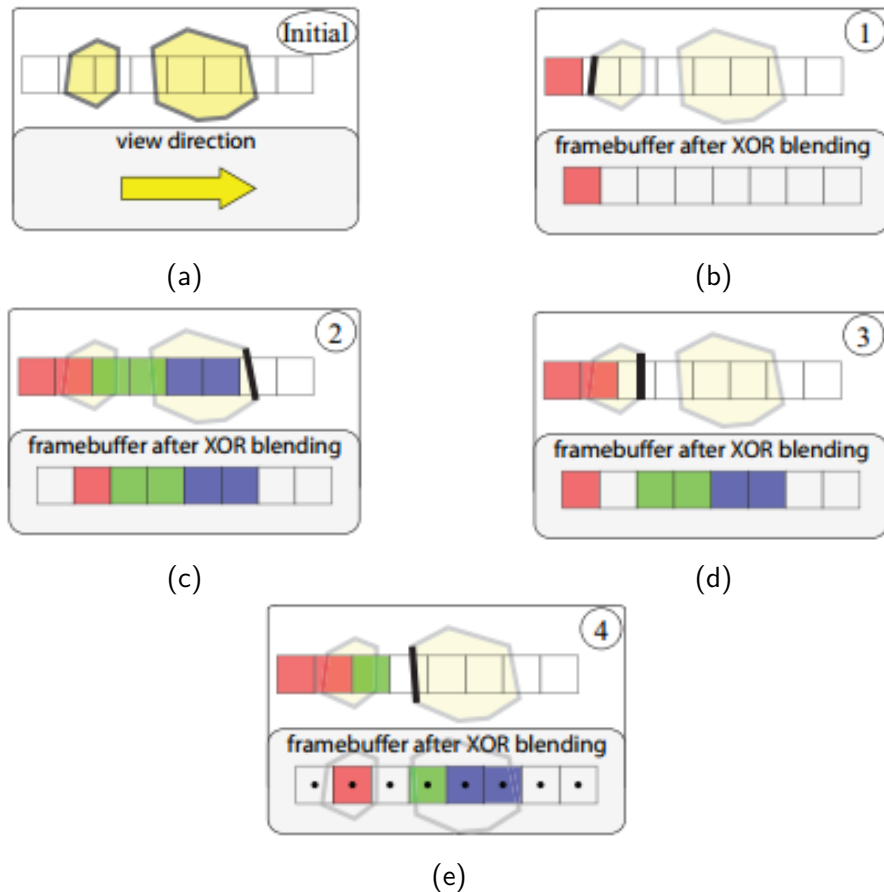 Initial
view direction
(a)
1
framebuffer after XOR blending
(b)
2
framebuffer after XOR blending
(c)
3
framebuffer after XOR blending
(d)
4
framebuffer after XOR blending
(e)